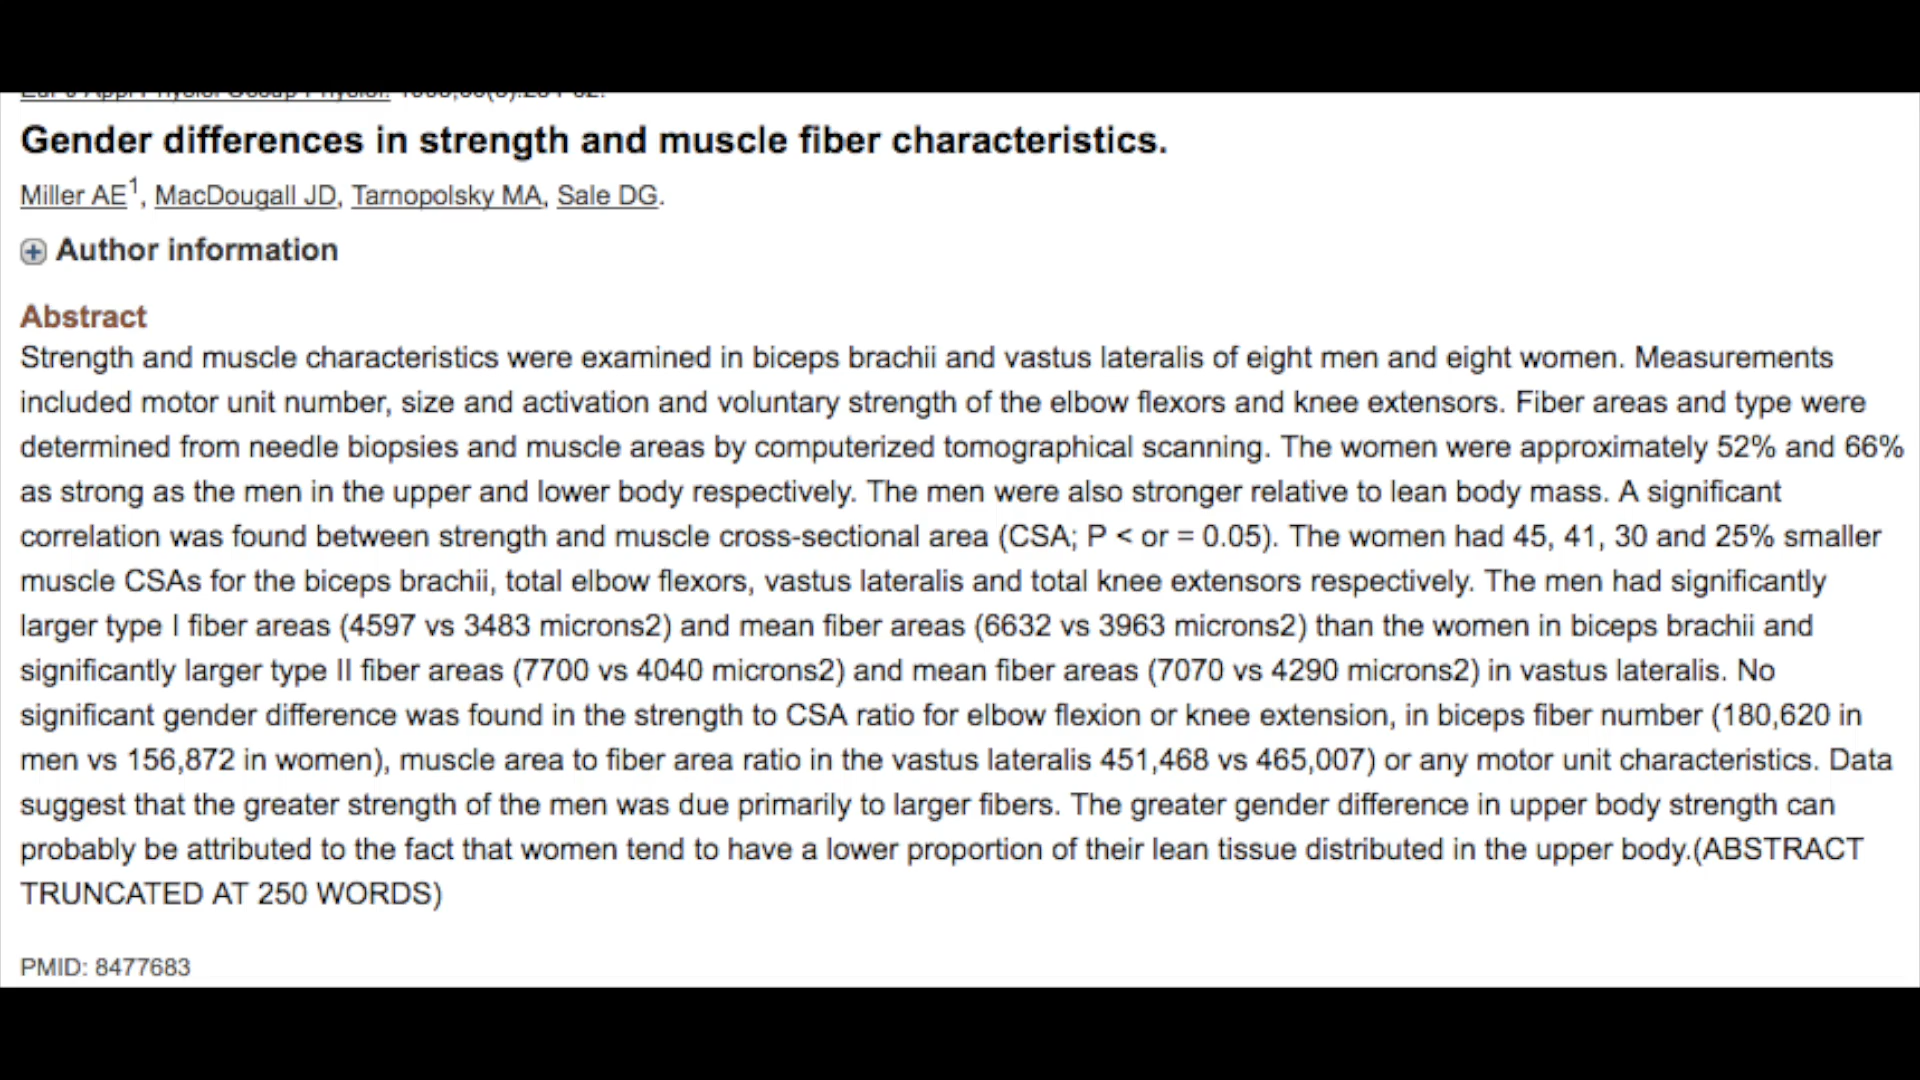 Gender differences in strength and muscle fiber characteristics.
Miller AE1, MacDougall JD, Tarnopolsky MA, Sale DG.
Author information
Abstract
Strength and muscle characteristics were examined in biceps brachii and vastus lateralis of eight men and eight women. Measurements
included motor unit number, size and activation and voluntary strength of the elbow flexors and knee extensors. Fiber areas and type were
determined from needle biopsies and muscle areas by computerized tomographical scanning. The women were approximately 52% and 66%
as strong as the men in the upper and lower body respectively. The men were also stronger relative to lean body mass. A significant
correlation was found between strength and muscle cross-sectional area (CSA; P < or = 0.05). The women had 45, 41, 30 and 25% smaller
muscle CSAs for the biceps brachii, total elbow flexors, vastus lateralis and total knee extensors respectively. The men had significantly
larger type I fiber areas (4597 vs 3483 microns2) and mean fiber areas (6632 vs 3963 microns2) than the women in biceps brachii and
significantly larger type II fiber areas (7700 vs 4040 microns2) and mean fiber areas (7070 vs 4290 microns2) in vastus lateralis. No
significant gender difference was found in the strength to CSA ratio for elbow flexion or knee extension, in biceps fiber number (180,620 in
men vs 156,872 in women), muscle area to fiber area ratio in the vastus lateralis 451,468 vs 465,007) or any motor unit characteristics. Data
suggest that the greater strength of the men was due primarily to larger fibers. The greater gender difference in upper body strength can
probably be attributed to the fact that women tend to have a lower proportion of their lean tissue distributed in the upper body.(ABSTRACT
TRUNCATED AT 250 WORDS)
PMID: 8477683